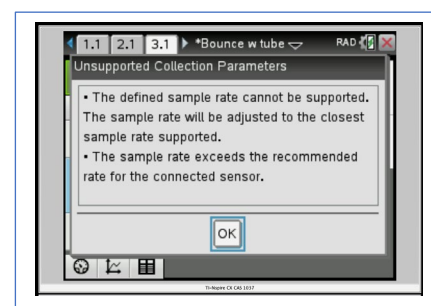 1.1 2.1 3.1 *Bounce w tube RAD
Unsupported Collection Parameters
• The defined sample rate cannot be supported.
The sample rate will be adjusted to the closest
sample rate supported.
• The sample rate exceeds the recommended
rate for the connected sensor.
OK
TI-Nspire CX CAS 1037